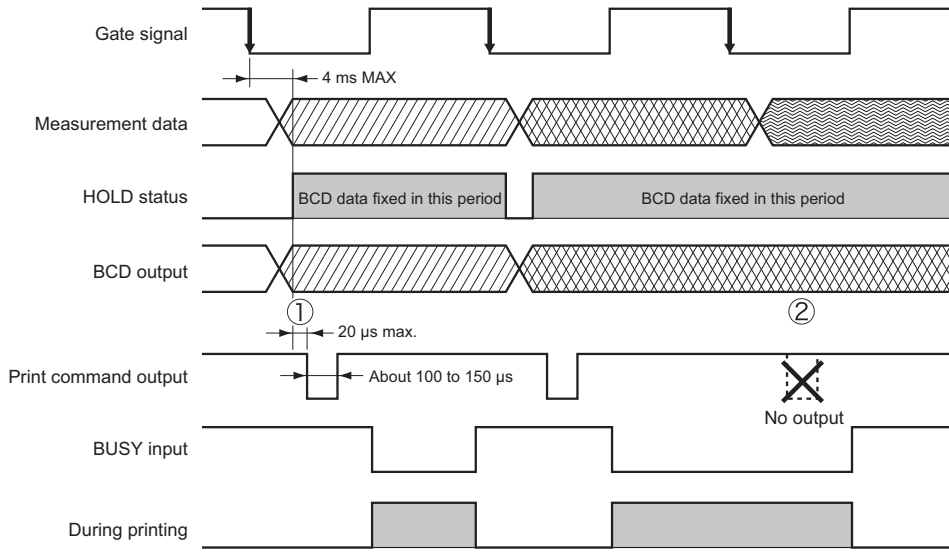 Gate signal
4 ms MAX
Measurement data
HOLD status
BCD data fixed in this period
BCD data fixed in this period
BCD output
①
②
20 µs max.
Print command output
About 100 to 150 µs
No output
BUSY input
During printing